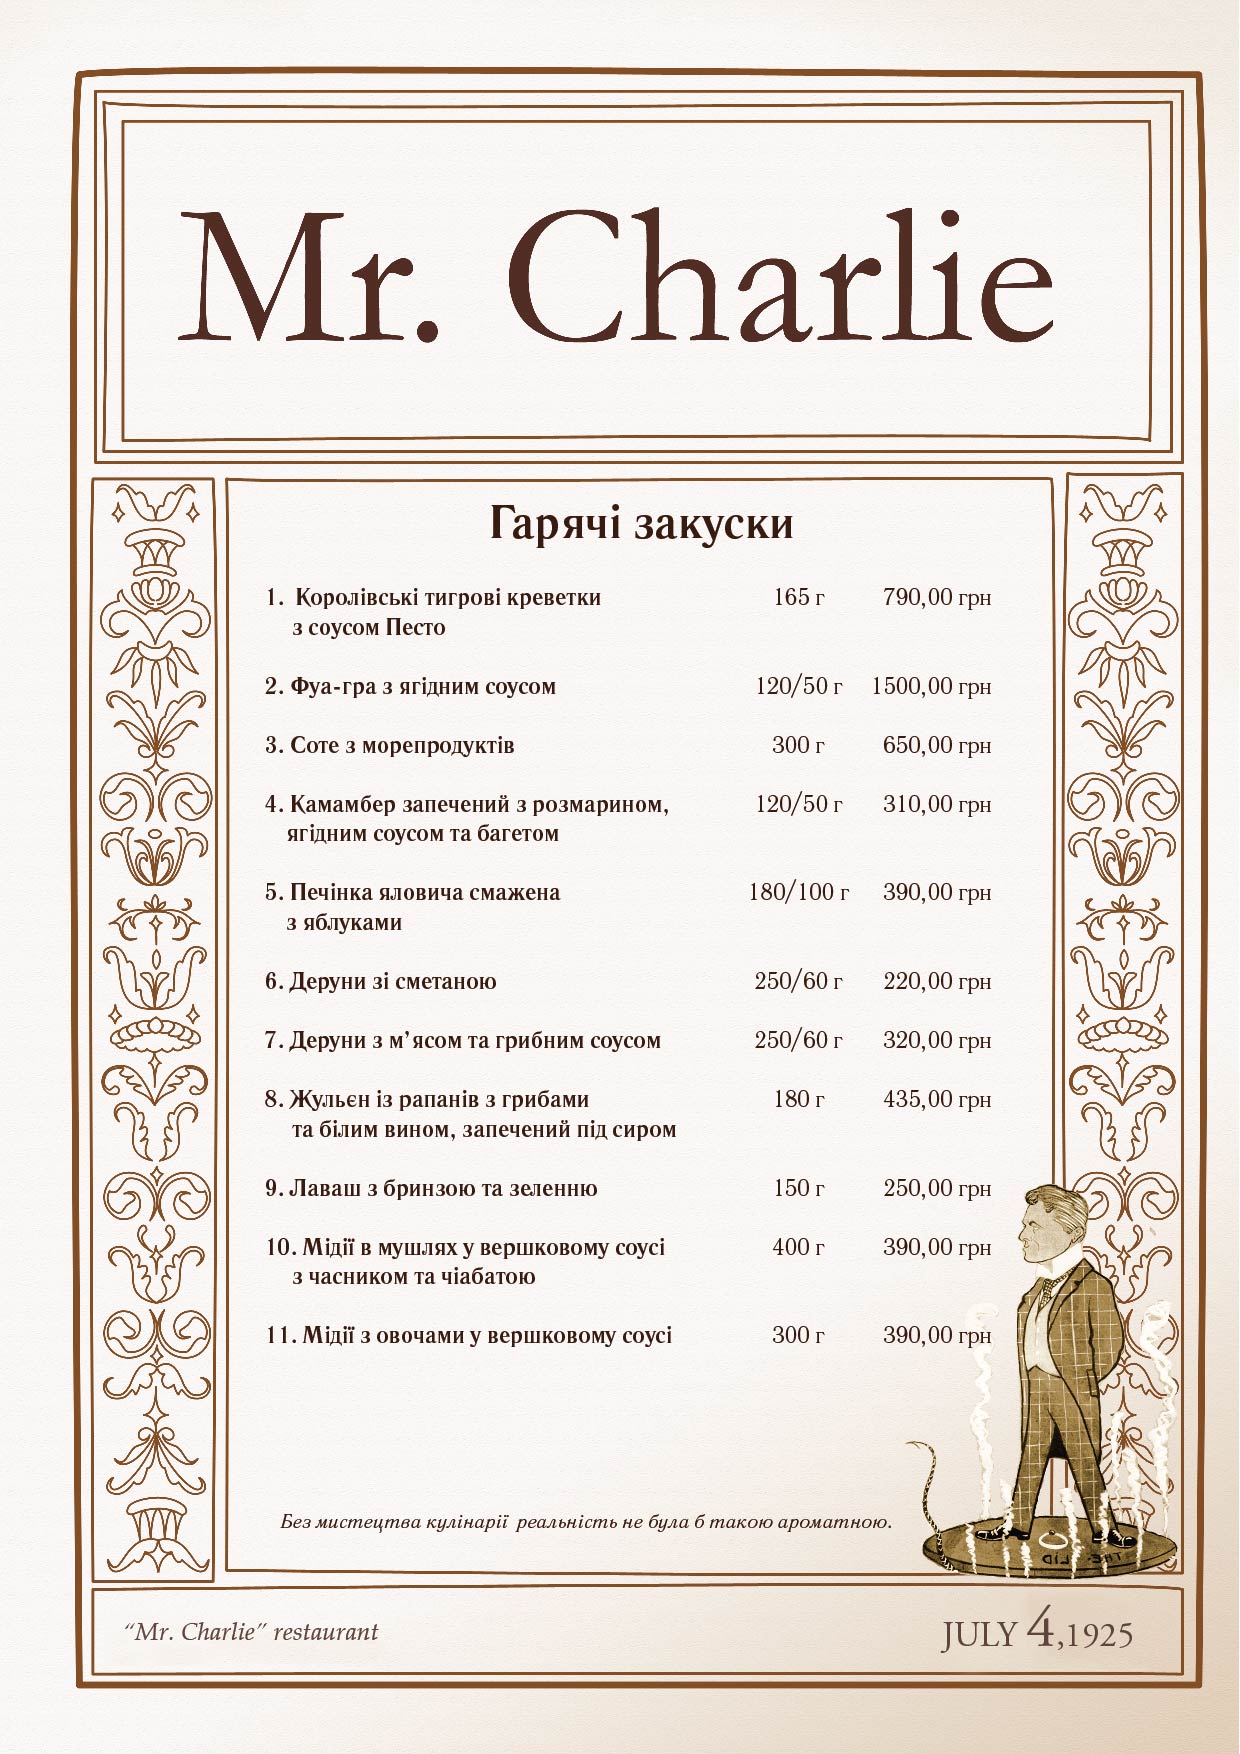 Mr. Charlie
Гарячі закуски
1. Королівські тигрові креветки 165 г 790,00 грн
з соусом Песто
2. Фуа-гра з ягідним соусом 120/50 г 1500,00 грн
3. Соте з морепродуктів 300 г 650,00 грн
4. Камамбер запечений з розмарином, 120/50 г 310,00 грн
ягідним соусом та багетом
5. Печінка яловича смажена 180/100 г 390,00 грн
з яблуками
6. Деруни зі сметаною 250/60 г 220,00 грн
7. Деруни з м’ясом та грибним соусом 250/60 г 320,00 грн
8. Жульєн із рапанів з грибами 180 г 435,00 грн
та білим вином, запечений під сиром
9. Лаваш з бринзою та зеленню 150 г 250,00 грн
10. Мідії в мушлях у вершковому соусі 400 г 390,00 грн
з часником та чіабатою
11. Мідії з овочами у вершковому соусі 300 г 390,00 грн
Без мистецтва кулінарії реальність не була б такою ароматною.
“Mr. Charlie” restaurant
JULY 4,1925